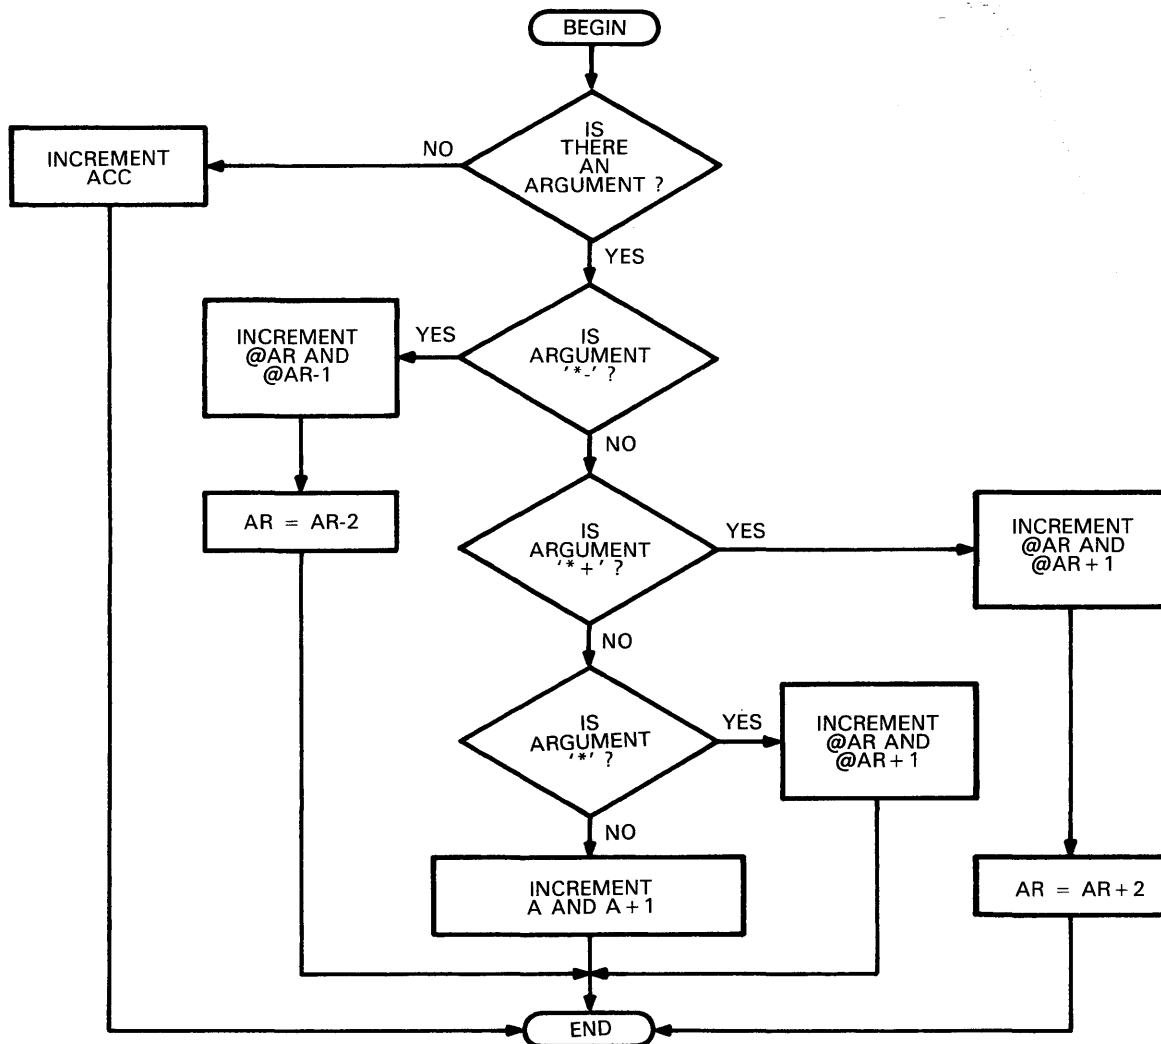 BEGIN
IS
THERE
AN
ARGUMENT ?
NO
INCREMENT
ACC
YES
IS
ARGUMENT
'*-' ?
YES
INCREMENT
@AR AND
@AR-1
NO
AR = AR-2
IS
ARGUMENT
'*+' ?
YES
INCREMENT
@AR AND
@AR+1
NO
IS
ARGUMENT
'*' ?
YES
INCREMENT
@AR AND
@AR+1
NO
INCREMENT
A AND A+1
AR = AR+2
END